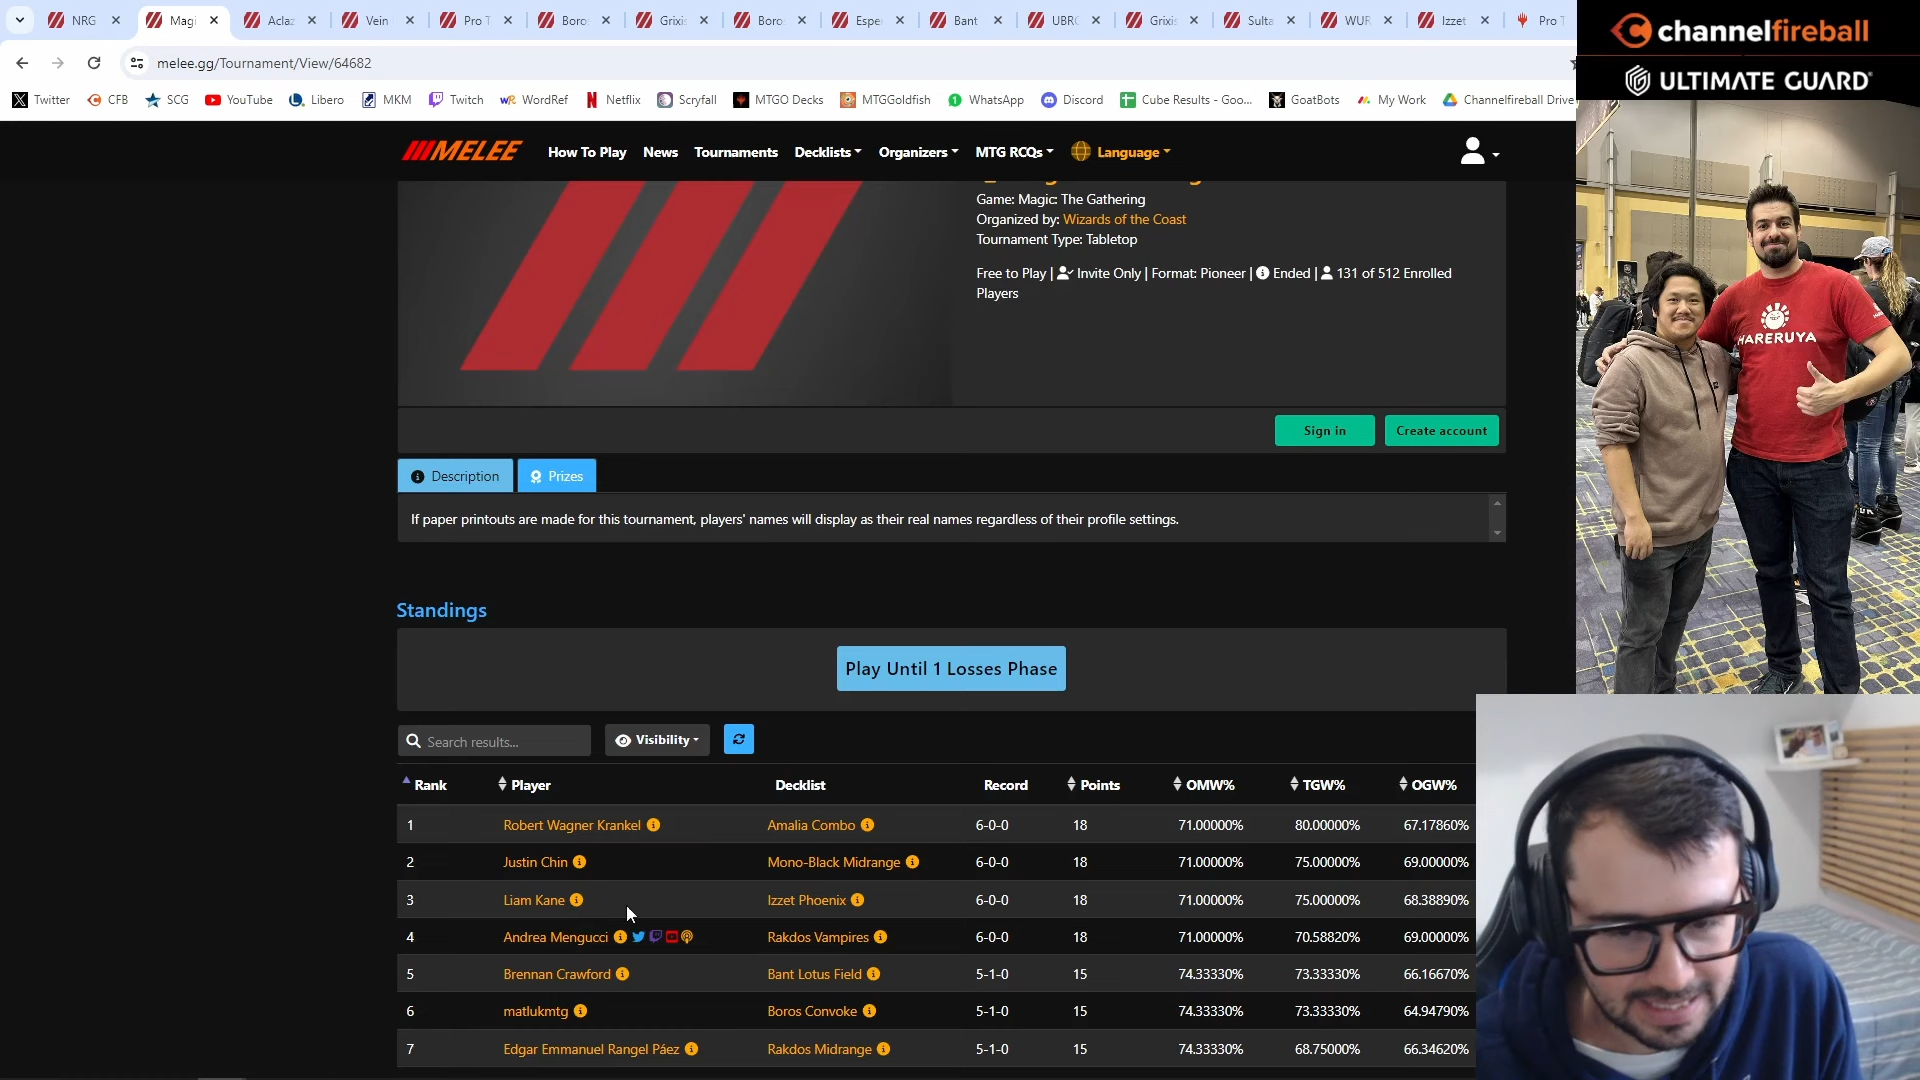 NRG
Magi
Aclaz
Vein
Pro T
Boros
Grixis
Boros
Espe
Bant
UBRG
Grixis
Sulta
WUR
Izzet
Pro T
channelfireball
ULTIMATE GUARD
melee.gg/Tournament/View/64682
Twitter
CFB
SCG
YouTube
Libero
MKM
Twitch
WordRef
Netflix
Scryfall
MTGO Decks
MTGGoldfish
WhatsApp
Discord
Cube Results - Goo...
GoatBots
My Work
Channelfireball Drive
MELEE
How To Play
News
Tournaments
Decklists
Organizers
MTG RCQs
Language
Game: Magic: The Gathering
Organized by: Wizards of the Coast
Tournament Type: Tabletop
Free to Play | Invite Only | Format: Pioneer | Ended | 131 of 512 Enrolled
Players
HARERUYA
Sign in
Create account
Description
Prizes
If paper printouts are made for this tournament, players' names will display as their real names regardless of their profile settings.
Standings
Play Until 1 Losses Phase
Search results...
Visibility
Rank Player Decklist Record Points OMW% TGW% OGW%
1 Robert Wagner Krankel Amalia Combo 6-0-0 18 71.00000% 80.00000% 67.17860%
2 Justin Chin Mono-Black Midrange 6-0-0 18 71.00000% 75.00000% 69.00000%
3 Liam Kane Izzet Phoenix 6-0-0 18 71.00000% 75.00000% 68.38890%
4 Andrea Mengucci Rakdos Vampires 6-0-0 18 71.00000% 70.58820% 69.00000%
5 Brennan Crawford Bant Lotus Field 5-1-0 15 74.33330% 73.33330% 66.16670%
6 matlukmtg Boros Convoke 5-1-0 15 74.33330% 73.33330% 64.94790%
7 Edgar Emmanuel Rangel Páez Rakdos Midrange 5-1-0 15 74.33330% 68.75000% 66.34620%